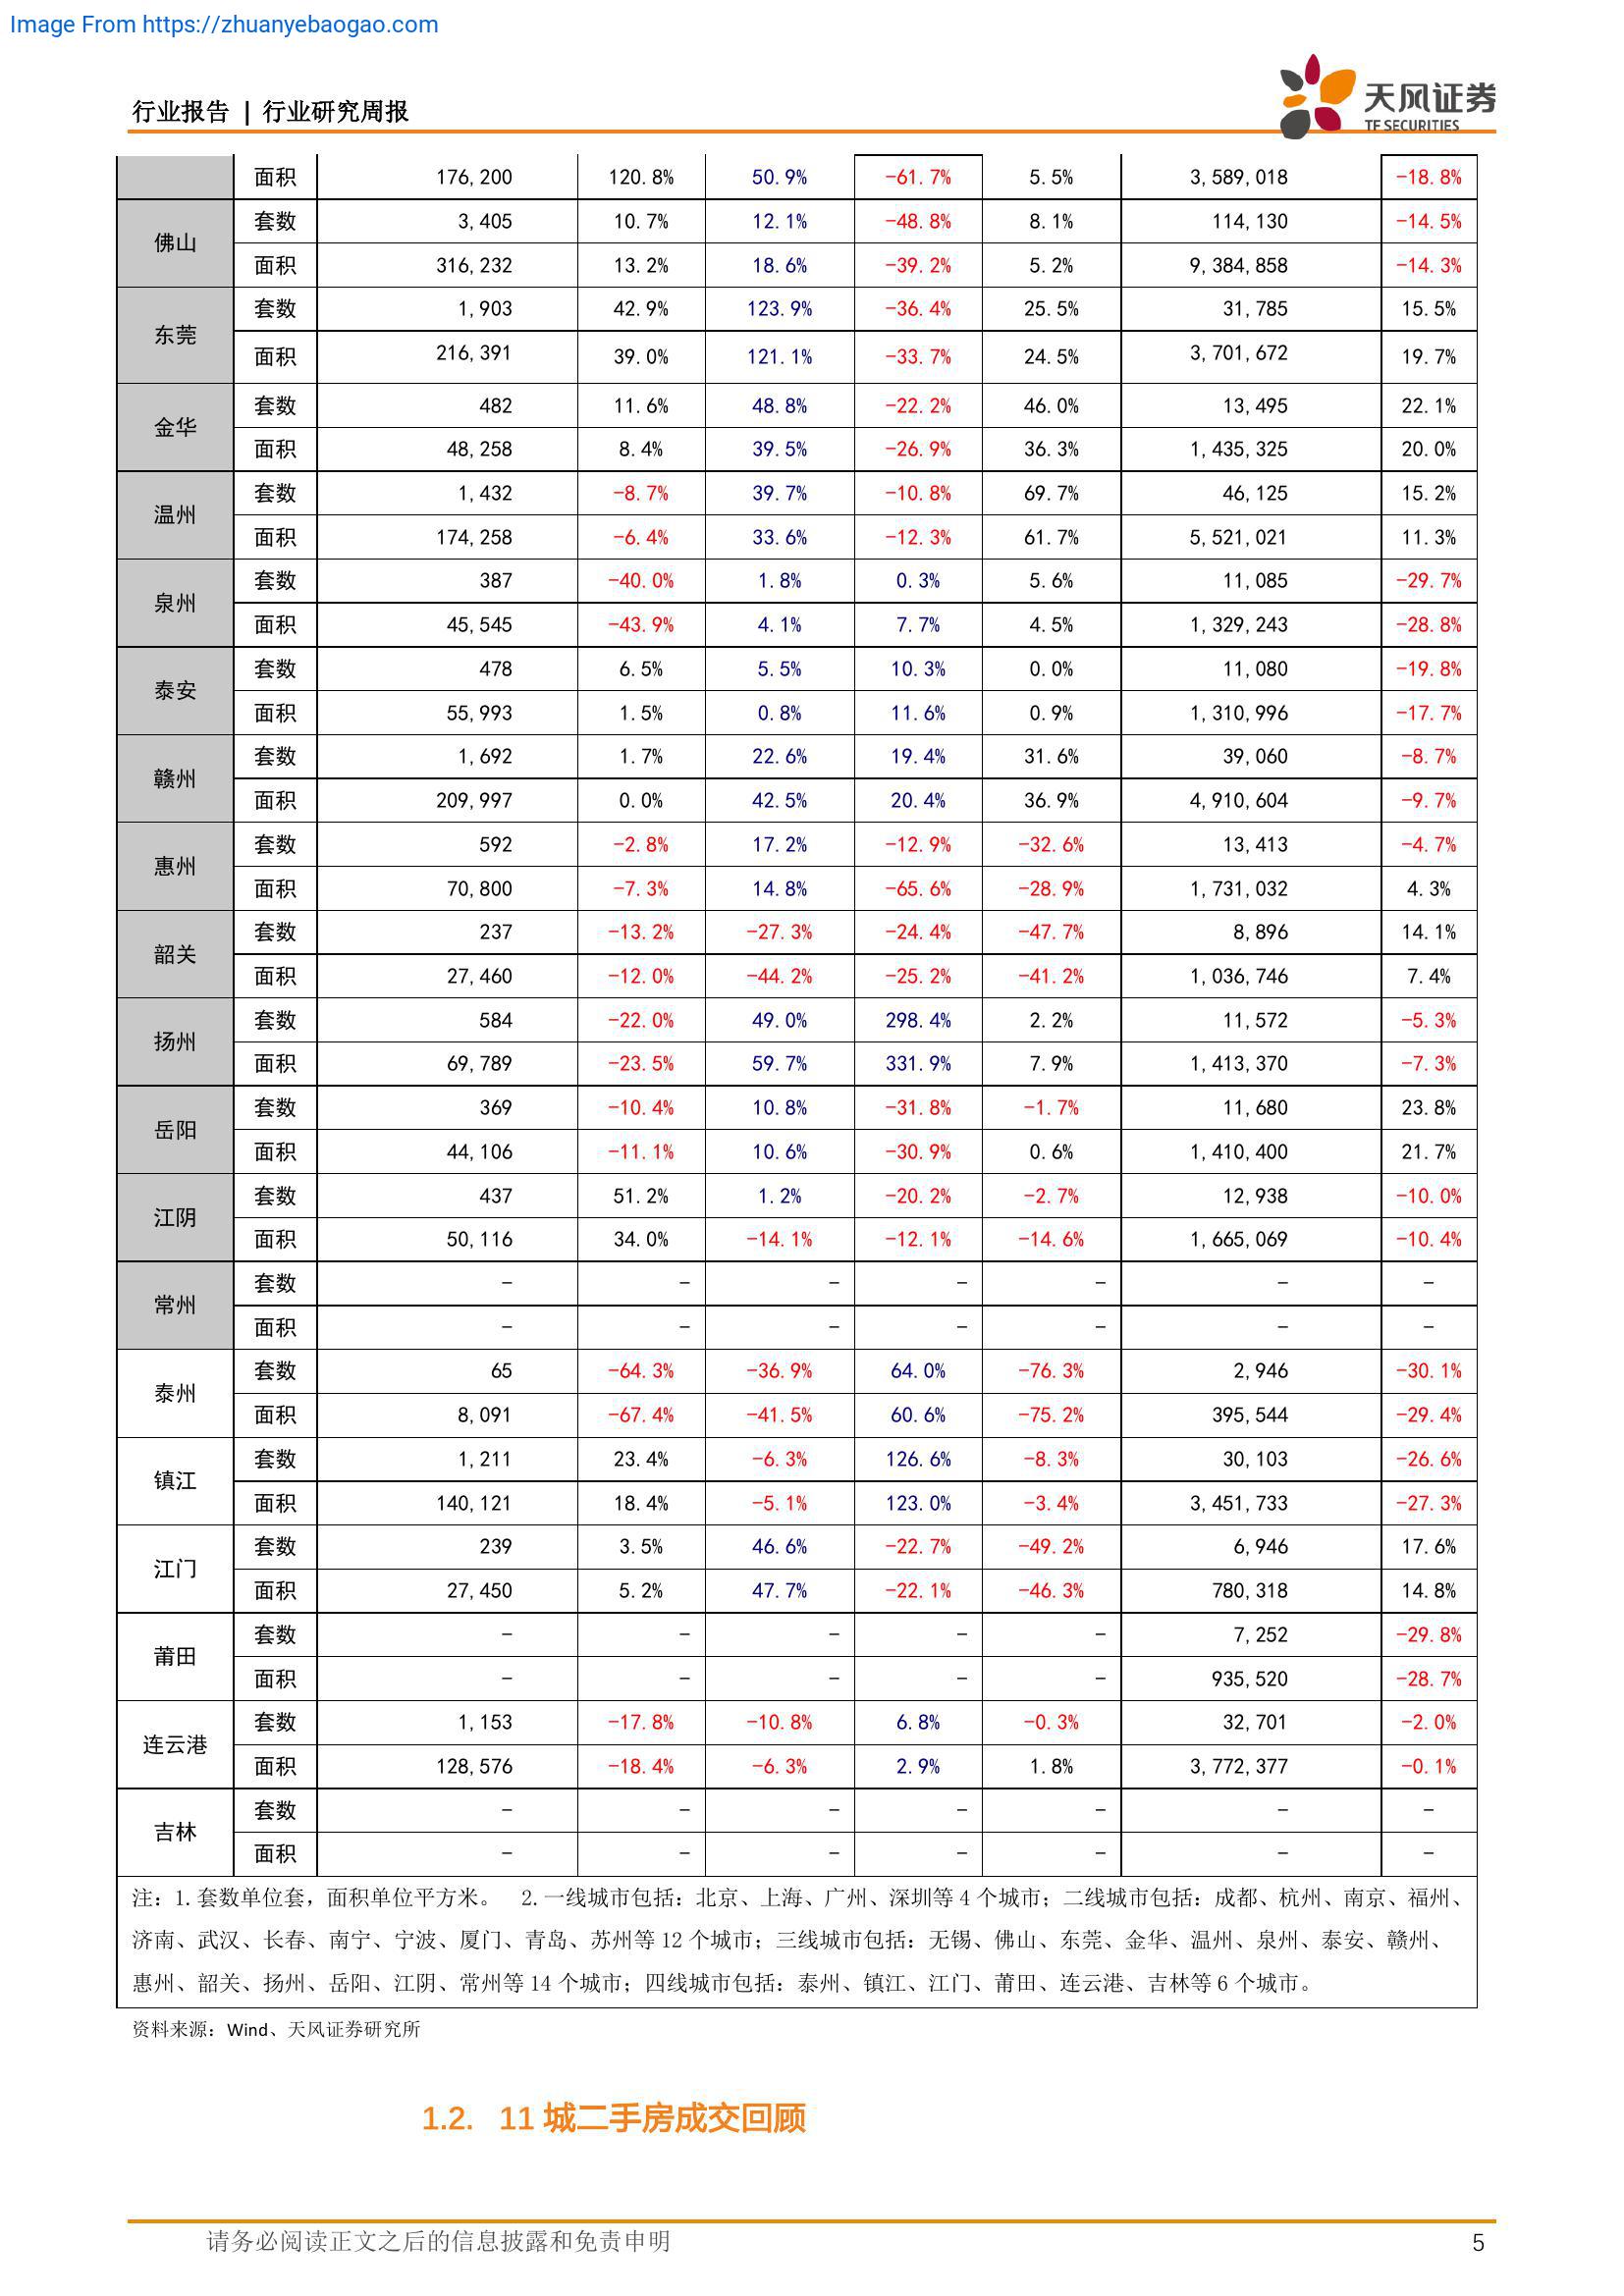 Image From https://zhuanyebaogao.com
行业报告 | 行业研究周报
天风证券
TF SECURITIES
面积 176,200 120.8% 50.9% -61.7% 5.5% 3,589,018 -18.8%
佛山 套数 3,405 10.7% 12.1% -48.8% 8.1% 114,130 -14.5%
面积 316,232 13.2% 18.6% -39.2% 5.2% 9,384,858 -14.3%
东莞 套数 1,903 42.9% 123.9% -36.4% 25.5% 31,785 15.5%
面积 216,391 39.0% 121.1% -33.7% 24.5% 3,701,672 19.7%
金华 套数 482 11.6% 48.8% -22.2% 46.0% 13,495 22.1%
面积 48,258 8.4% 39.5% -26.9% 36.3% 1,435,325 20.0%
温州 套数 1,432 -8.7% 39.7% -10.8% 69.7% 46,125 15.2%
面积 174,258 -6.4% 33.6% -12.3% 61.7% 5,521,021 11.3%
泉州 套数 387 -40.0% 1.8% 0.3% 5.6% 11,085 -29.7%
面积 45,545 -43.9% 4.1% 7.7% 4.5% 1,329,243 -28.8%
泰安 套数 478 6.5% 5.5% 10.3% 0.0% 11,080 -19.8%
面积 55,993 1.5% 0.8% 11.6% 0.9% 1,310,996 -17.7%
赣州 套数 1,692 1.7% 22.6% 19.4% 31.6% 39,060 -8.7%
面积 209,997 0.0% 42.5% 20.4% 36.9% 4,910,604 -9.7%
惠州 套数 592 -2.8% 17.2% -12.9% -32.6% 13,413 -4.7%
面积 70,800 -7.3% 14.8% -65.6% -28.9% 1,731,032 4.3%
韶关 套数 237 -13.2% -27.3% -24.4% -47.7% 8,896 14.1%
面积 27,460 -12.0% -44.2% -25.2% -41.2% 1,036,746 7.4%
扬州 套数 584 -22.0% 49.0% 298.4% 2.2% 11,572 -5.3%
面积 69,789 -23.5% 59.7% 331.9% 7.9% 1,413,370 -7.3%
岳阳 套数 369 -10.4% 10.8% -31.8% -1.7% 11,680 23.8%
面积 44,106 -11.1% 10.6% -30.9% 0.6% 1,410,400 21.7%
江阴 套数 437 51.2% 1.2% -20.2% -2.7% 12,938 -10.0%
面积 50,116 34.0% -14.1% -12.1% -14.6% 1,665,069 -10.4%
常州 套数 - - - - - - -
面积 - - - - - - -
泰州 套数 65 -64.3% -36.9% 64.0% -76.3% 2,946 -30.1%
面积 8,091 -67.4% -41.5% 60.6% -75.2% 395,544 -29.4%
镇江 套数 1,211 23.4% -6.3% 126.6% -8.3% 30,103 -26.6%
面积 140,121 18.4% -5.1% 123.0% -3.4% 3,451,733 -27.3%
江门 套数 239 3.5% 46.6% -22.7% -49.2% 6,946 17.6%
面积 27,450 5.2% 47.7% -22.1% -46.3% 780,318 14.8%
莆田 套数 - - - - - 7,252 -29.8%
面积 - - - - - 935,520 -28.7%
连云港 套数 1,153 -17.8% -10.8% 6.8% -0.3% 32,701 -2.0%
面积 128,576 -18.4% -6.3% 2.9% 1.8% 3,772,377 -0.1%
吉林 套数 - - - - - - -
面积 - - - - - - -
注：1.套数单位套，面积单位平方米。 2.一线城市包括：北京、上海、广州、深圳等 4 个城市；二线城市包括：成都、杭州、南京、福州、
济南、武汉、长春、南宁、宁波、厦门、青岛、苏州等 12 个城市；三线城市包括：无锡、佛山、东莞、金华、温州、泉州、泰安、赣州、
惠州、韶关、扬州、岳阳、江阴、常州等 14 个城市；四线城市包括：泰州、镇江、江门、莆田、连云港、吉林等 6 个城市。
资料来源：Wind、天风证券研究所
1.2. 11 城二手房成交回顾
请务必阅读正文之后的信息披露和免责申明 5